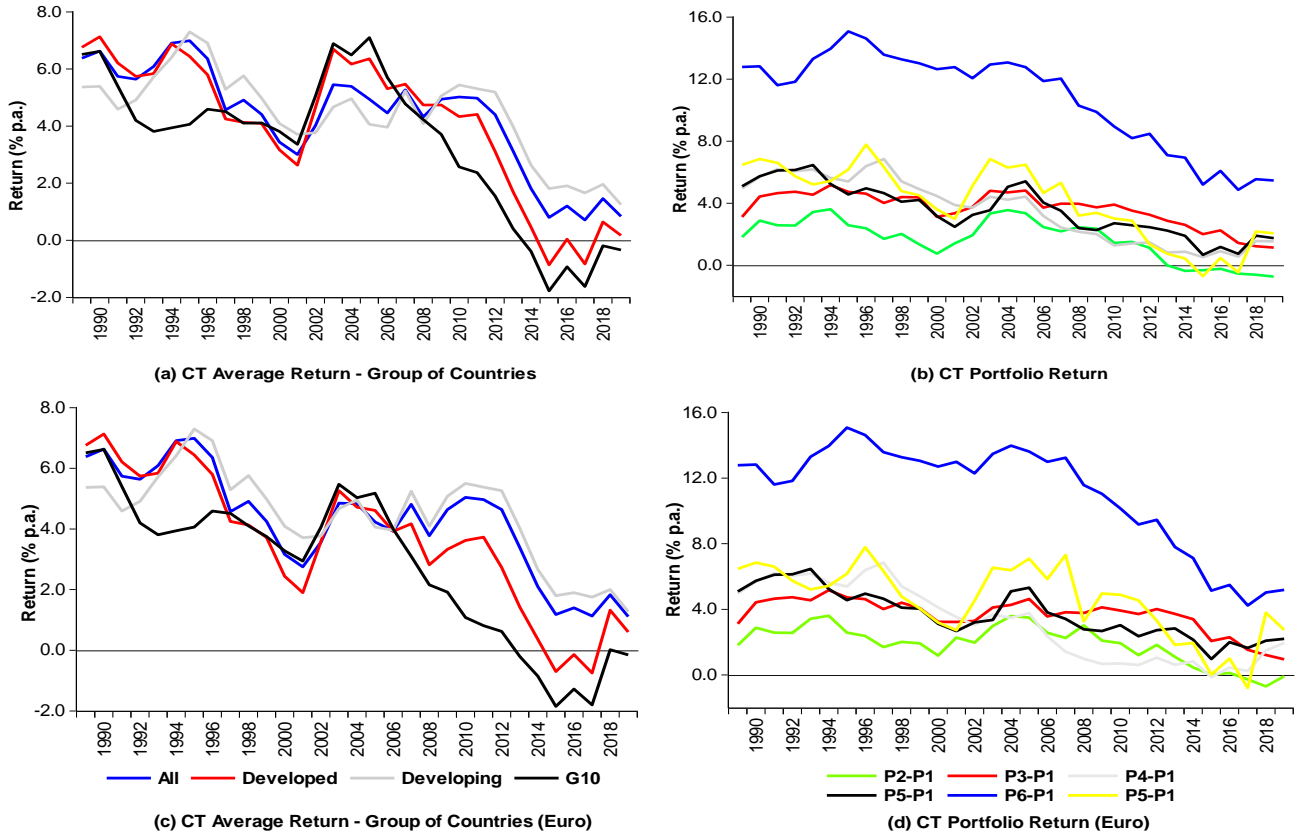 8.0
6.0
4.0
2.0
0.0
-2.0
Return (% p.a.)
1990 1992 1994 1996 1998 2000 2002 2004 2006 2008 2010 2012 2014 2016 2018
(a) CT Average Return - Group of Countries
16.0
12.0
8.0
4.0
0.0
Return (% p.a.)
1990 1992 1994 1996 1998 2000 2002 2004 2006 2008 2010 2012 2014 2016 2018
(b) CT Portfolio Return
8.0
6.0
4.0
2.0
0.0
-2.0
Return (% p.a.)
1990 1992 1994 1996 1998 2000 2002 2004 2006 2008 2010 2012 2014 2016 2018
All Developed Developing G10
(c) CT Average Return - Group of Countries (Euro)
16.0
12.0
8.0
4.0
0.0
Return (% p.a.)
1990 1992 1994 1996 1998 2000 2002 2004 2006 2008 2010 2012 2014 2016 2018
P2-P1 P3-P1 P4-P1
P5-P1 P6-P1 P5-P1
(d) CT Portfolio Return (Euro)